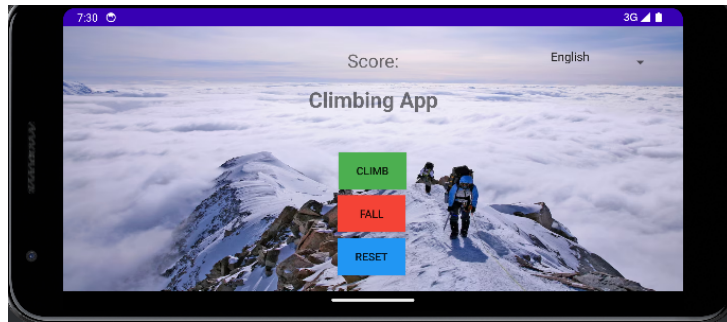 7:30 3G
Score: English
Climbing App
CLIMB
FALL
RESET